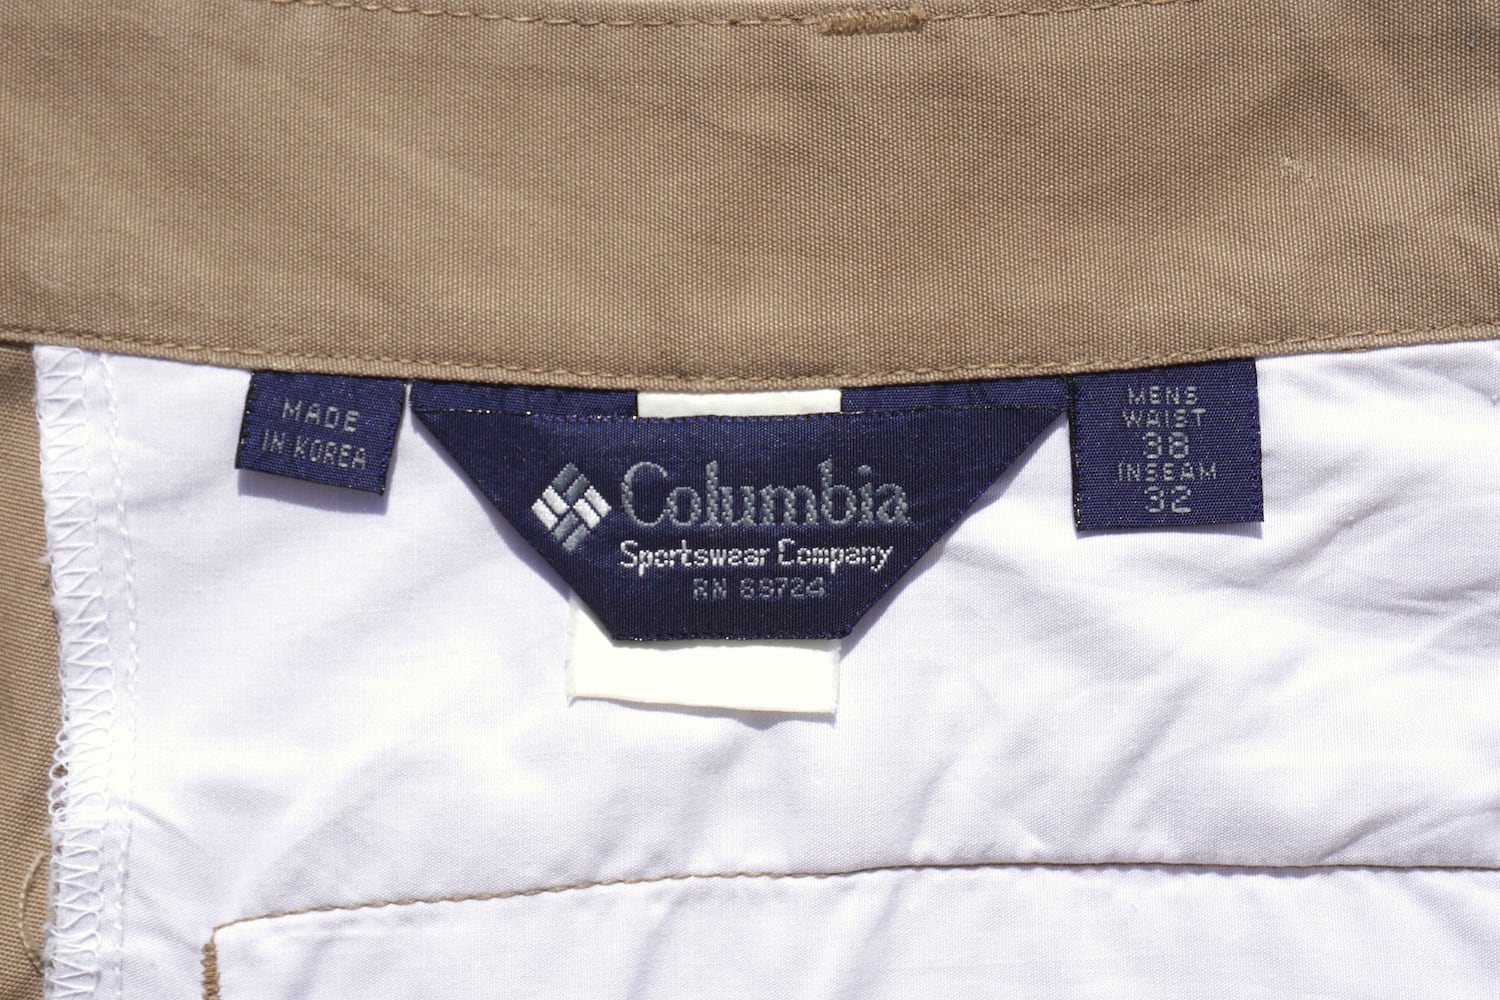 MADE
IN KOREA
Columbia
Sportswear Company
RN 69724
MENS
WAIST
38
INSEAM
32